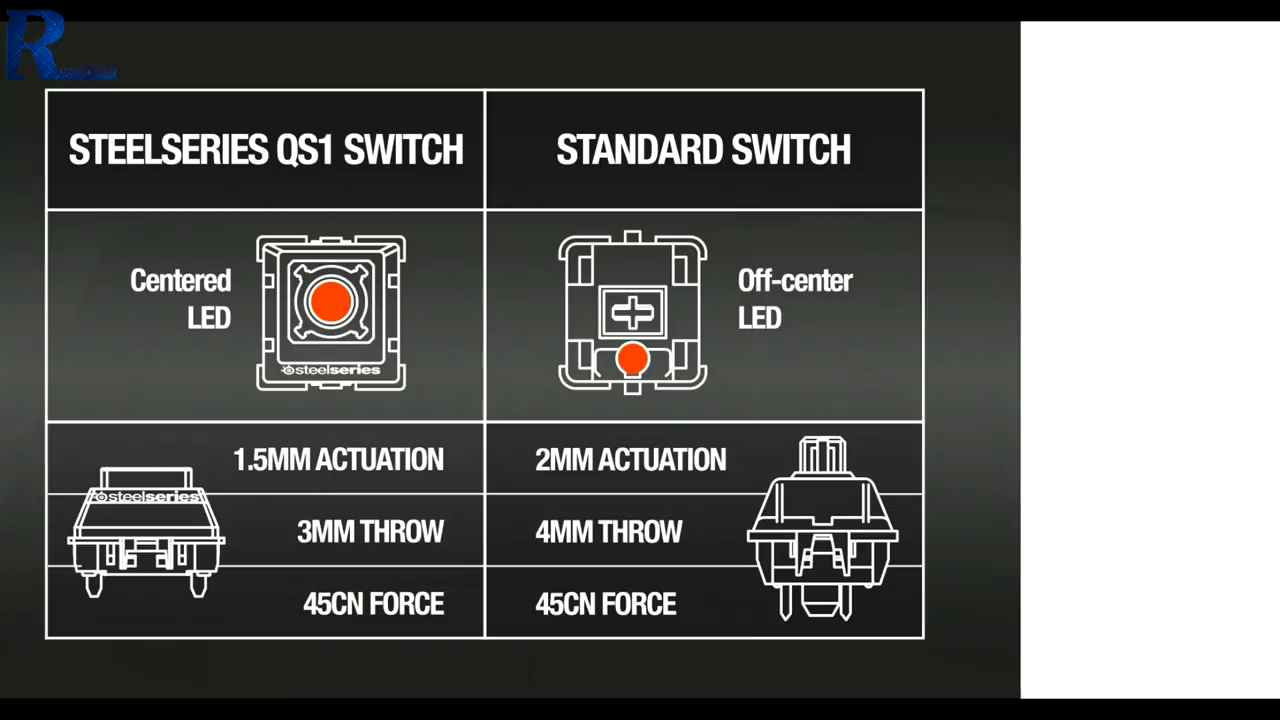 STEELSERIES QS1 SWITCH
STANDARD SWITCH
Centered
LED
steelseries
Off-center
LED
1.5MM ACTUATION
2MM ACTUATION
steelseries
3MM THROW
4MM THROW
45CN FORCE
45CN FORCE